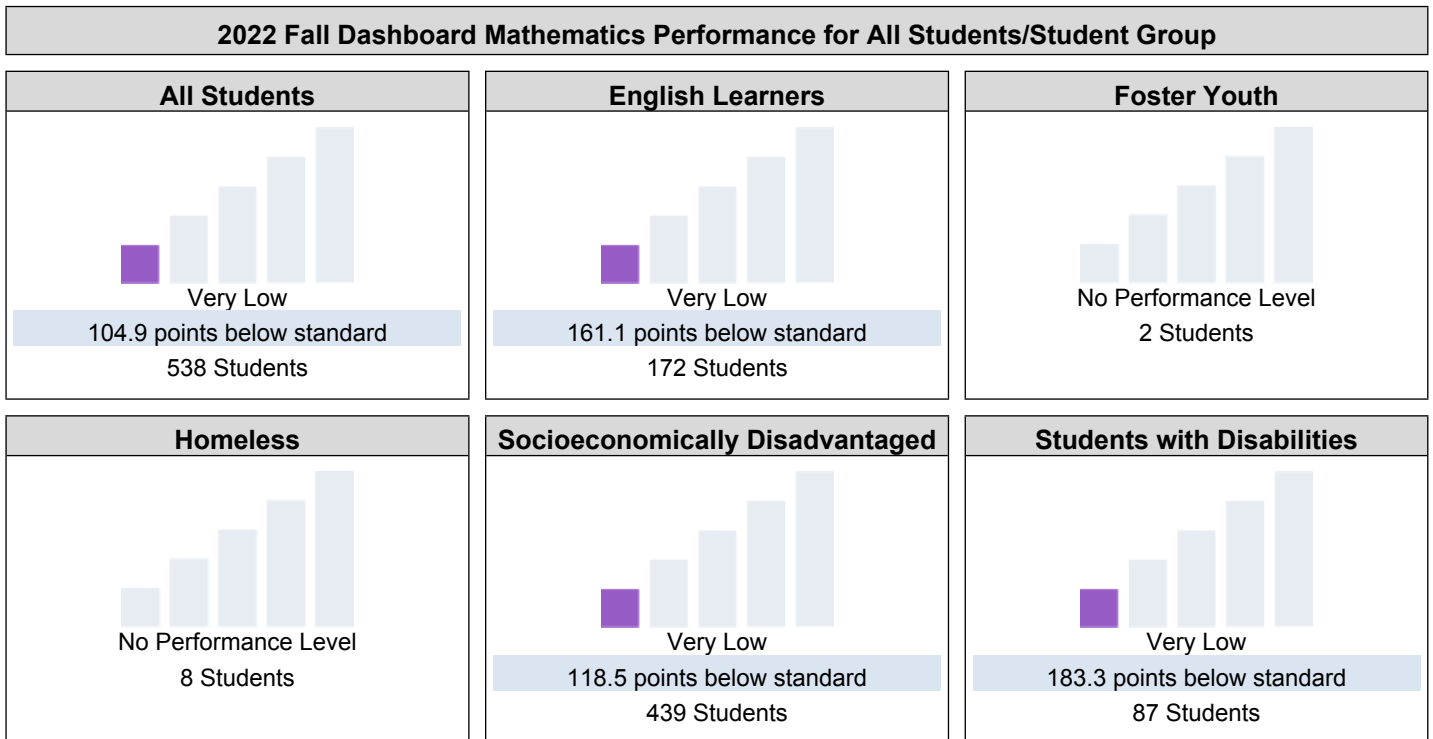 2022 Fall Dashboard Mathematics Performance for All Students/Student Group
All Students
Very Low
104.9 points below standard
538 Students
English Learners
Very Low
161.1 points below standard
172 Students
Foster Youth
No Performance Level
2 Students
Homeless
No Performance Level
8 Students
Socioeconomically Disadvantaged
Very Low
118.5 points below standard
439 Students
Students with Disabilities
Very Low
183.3 points below standard
87 Students